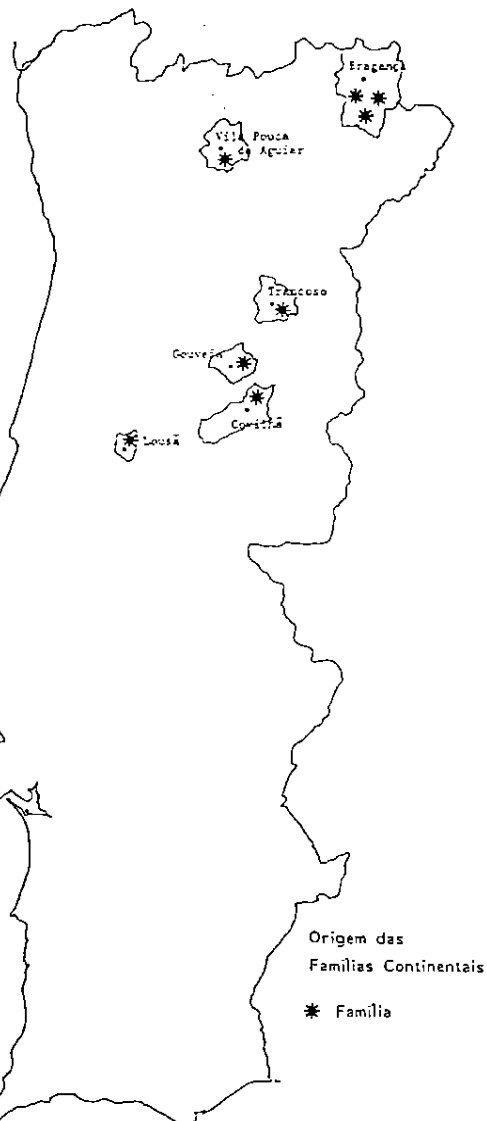 Bragança
Vila Pouca
de Aguiar
Trancoso
Gouveia
Covilhã
Lousã
Origem das
Famílias Continentais
Família